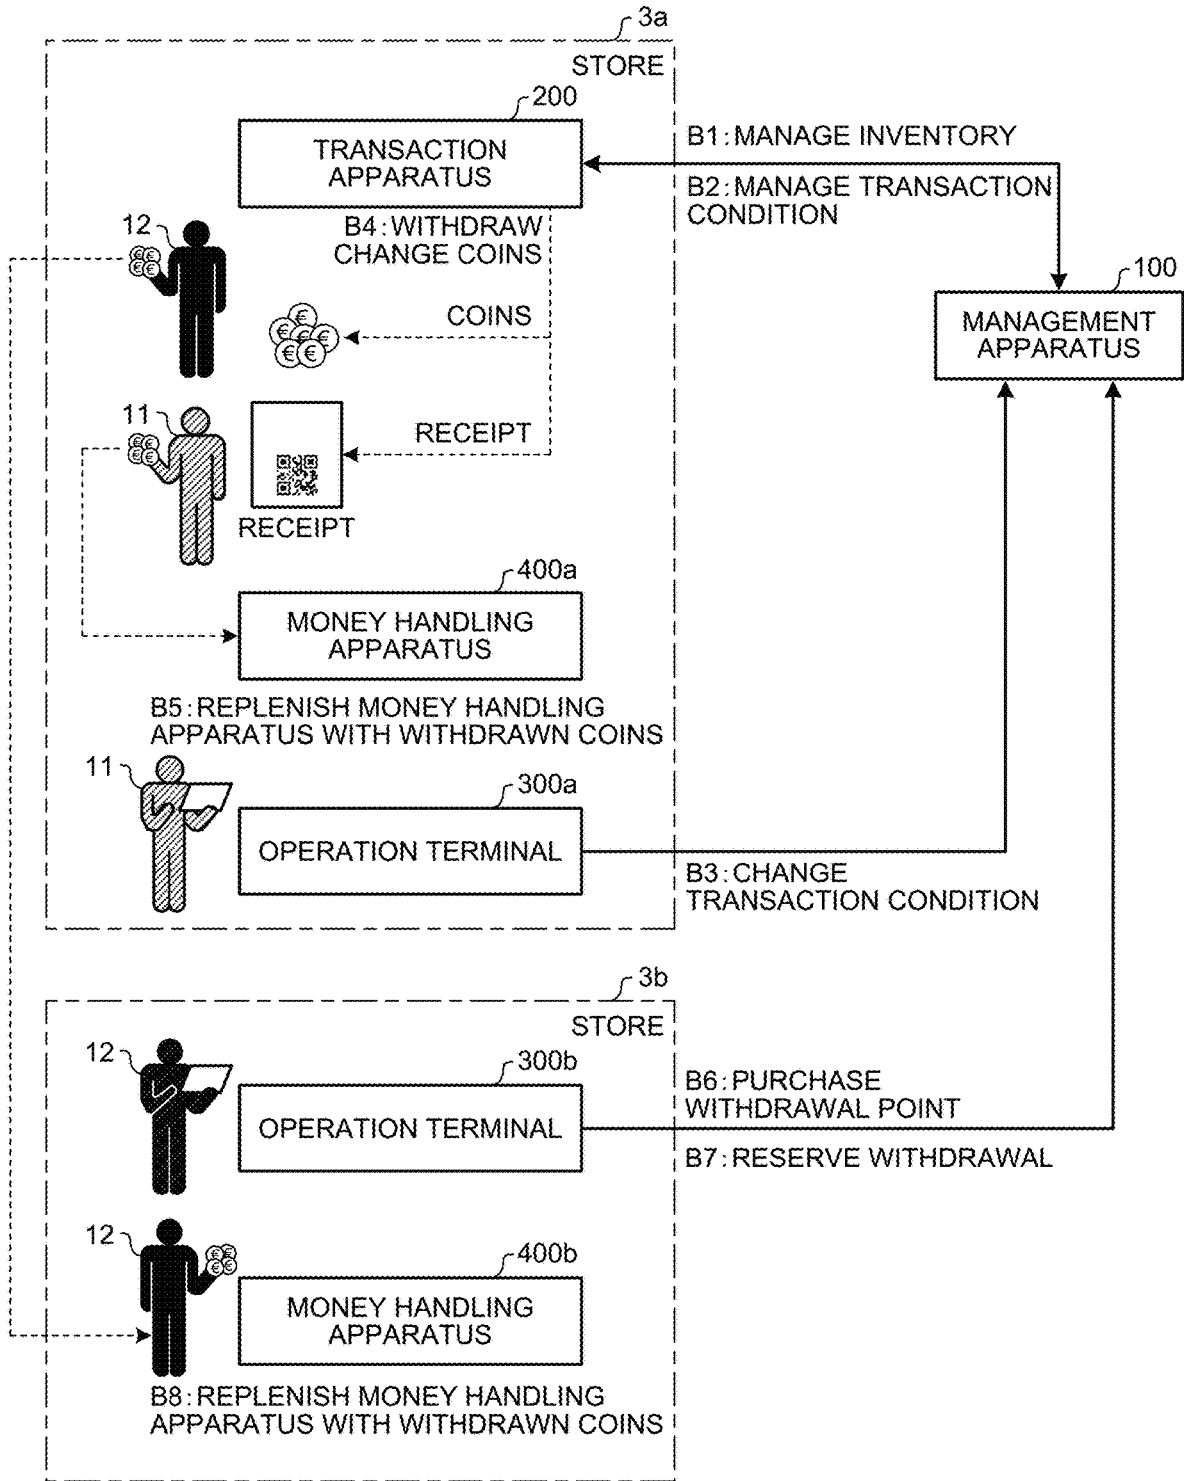 3a
STORE
200
TRANSACTION
APPARATUS
B1:MANAGE INVENTORY
B2:MANAGE TRANSACTION
CONDITION
12
B4:WITHDRAW
CHANGE COINS
100
MANAGEMENT
APPARATUS
COINS
€ € € € € €
11
RECEIPT
RECEIPT
400a
MONEY HANDLING
APPARATUS
B5:REPLENISH MONEY HANDLING
APPARATUS WITH WITHDRAWN COINS
11
300a
OPERATION TERMINAL
B3:CHANGE
TRANSACTION CONDITION
3b
STORE
12
300b
OPERATION TERMINAL
B6:PURCHASE
WITHDRAWAL POINT
B7:RESERVE WITHDRAWAL
12
400b
MONEY HANDLING
APPARATUS
B8:REPLENISH MONEY HANDLING
APPARATUS WITH WITHDRAWN COINS